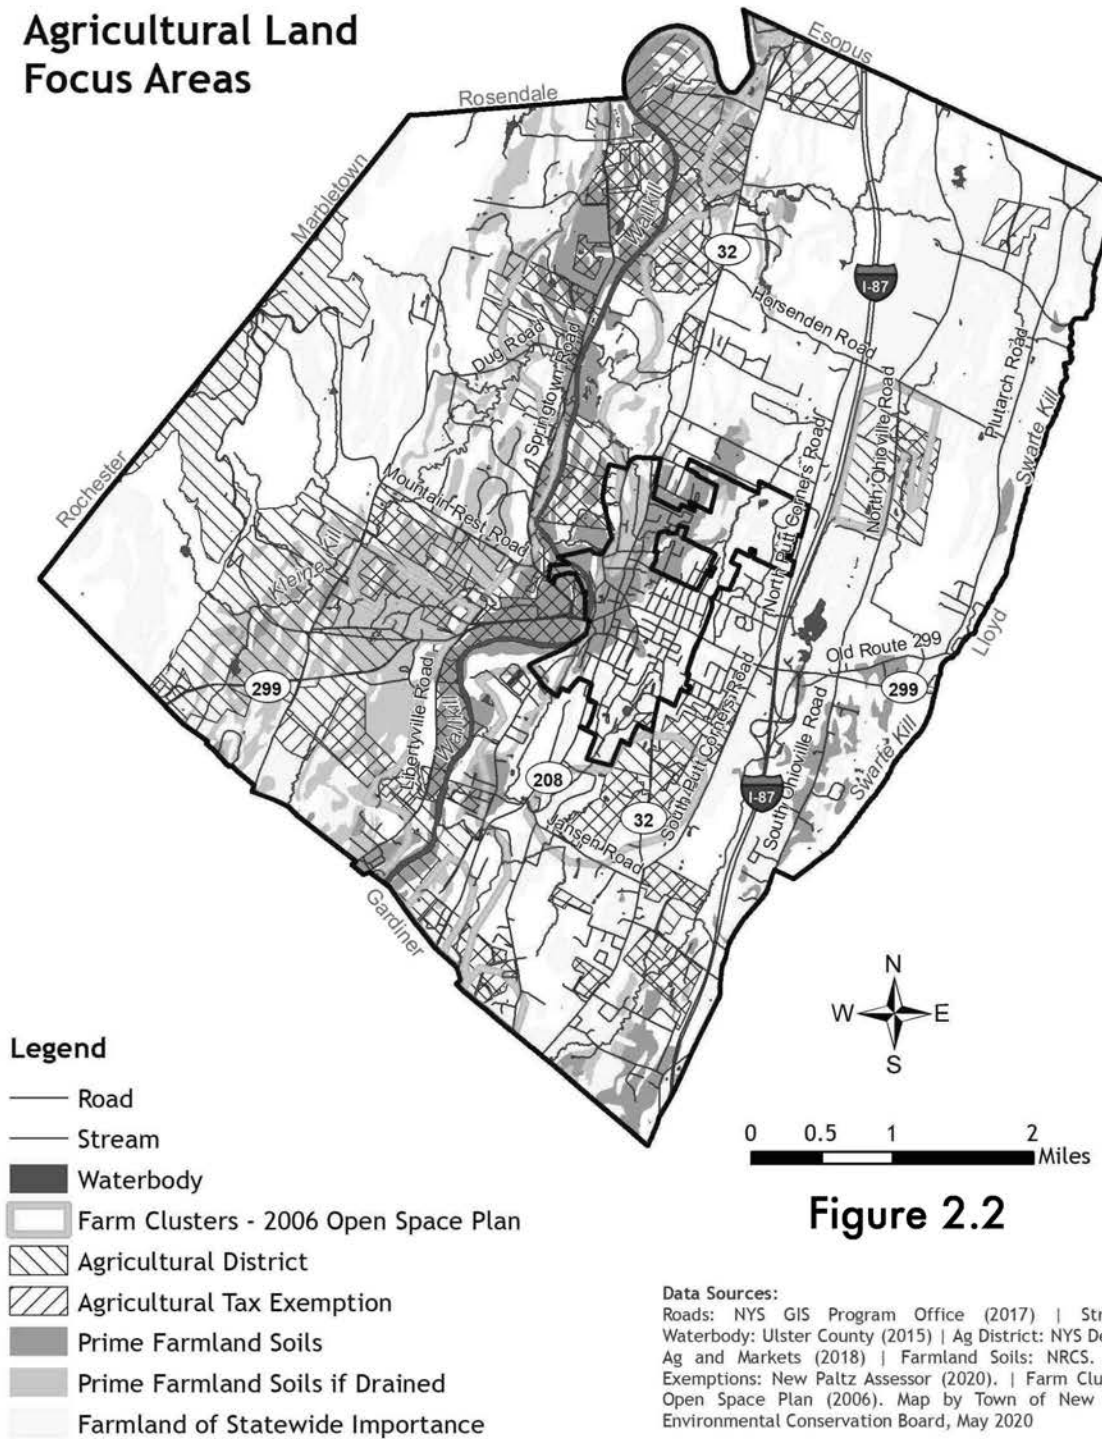 Agricultural Land
Focus Areas
Esopus
Rosendale
Marbletown
Wallkill
32
I-87
Horsenden Road
Dug Road
Springtown Road
Plutarch Road
Swarte Kill
North Ohioville Road
North Putt Corners Road
Rochester
Mountain Rest Road
Kleine Kill
Lloyd
Old Route 299
299
299
Libertyville Road
Wallkill
South Putt Corners Road
South Ohioville Road
Swarte Kill
208
I-87
32
Jansen Road
Gardiner
N
W
E
S
Legend
Road
Stream
Waterbody
Farm Clusters - 2006 Open Space Plan
Agricultural District
Agricultural Tax Exemption
Prime Farmland Soils
Prime Farmland Soils if Drained
Farmland of Statewide Importance
0 0.5 1 2
Miles
Figure 2.2
Data Sources:
Roads: NYS GIS Program Office (2017) | Str
Waterbody: Ulster County (2015) | Ag District: NYS De
Ag and Markets (2018) | Farmland Soils: NRCS.
Exemptions: New Paltz Assessor (2020). | Farm Clu
Open Space Plan (2006). Map by Town of New
Environmental Conservation Board, May 2020